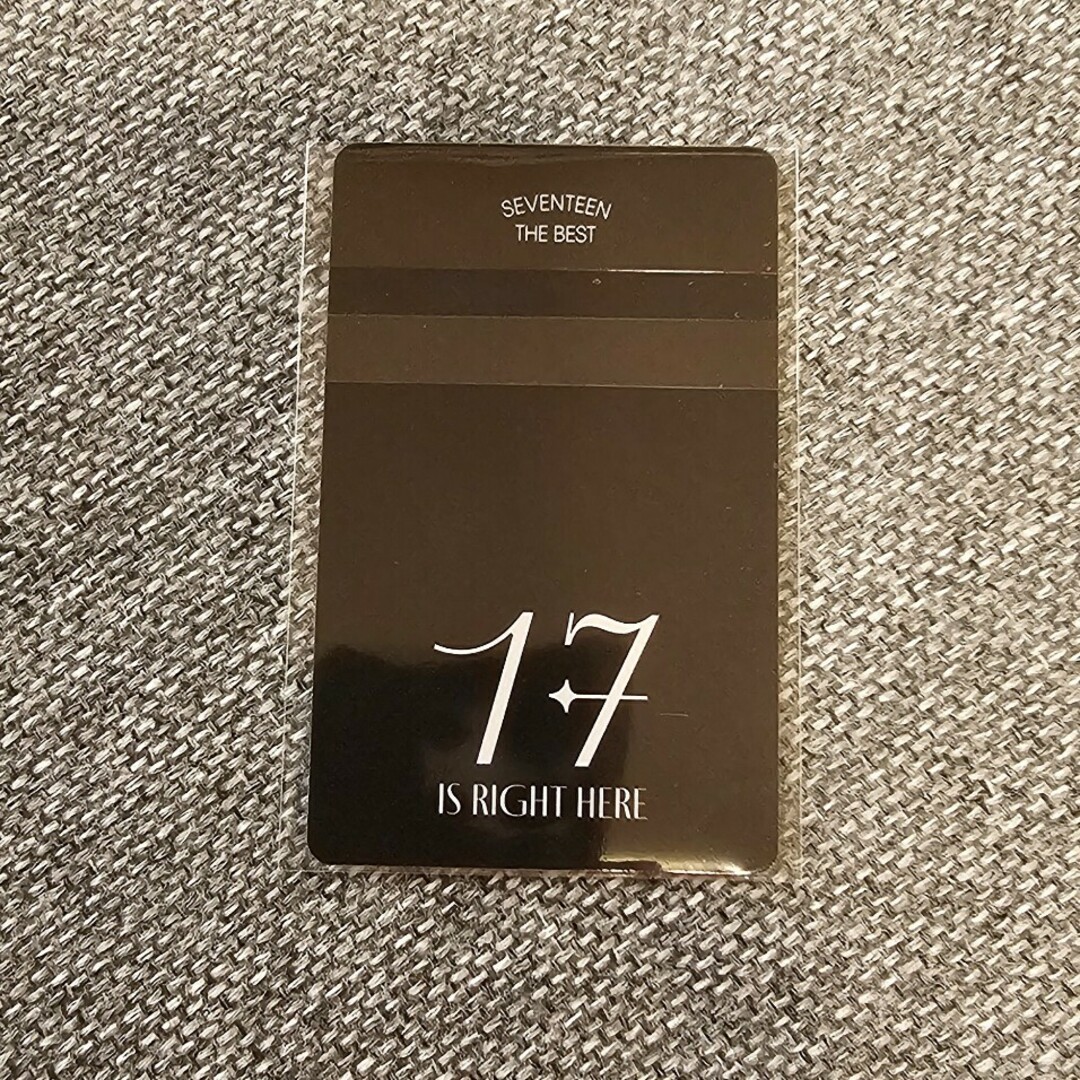 SEVENTEEN
THE BEST
17
IS RIGHT HERE